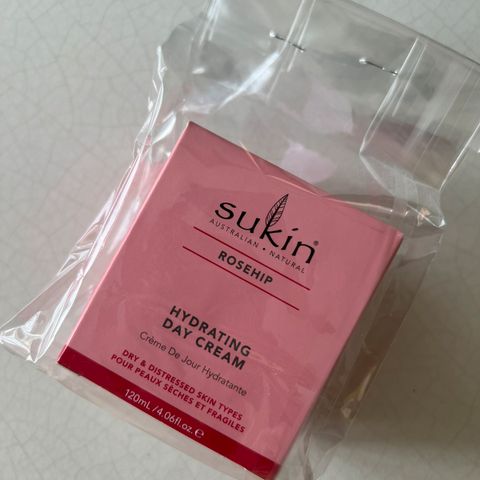 sukin®
AUSTRALIAN • NATURAL
ROSEHIP
HYDRATING
DAY CREAM
Crème De Jour Hydratante
DRY & DISTRESSED SKIN TYPES
POUR PEAUX SÈCHES ET FRAGILES
120mL / 4.06fl.oz. ℮